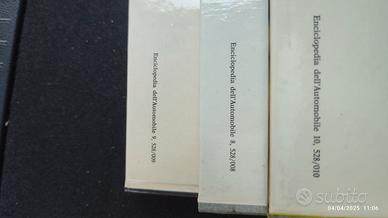 Enciclopedia dell'Automobile 9, 528/009
Enciclopedia dell'Automobile 8, 528/008
Enciclopedia dell'Automobile 10, 528/010
subito
04/04/2025 11:06